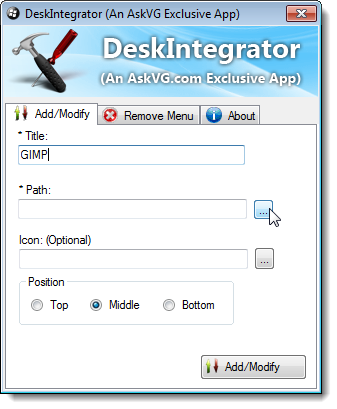 DeskIntegrator (An AskVG Exclusive App)
DeskIntegrator
(An AskVG.com Exclusive App)
Add/Modify Remove Menu About
* Title:
GIMP
* Path:
...
Icon: (Optional)
...
Position
Top Middle Bottom
Add/Modify